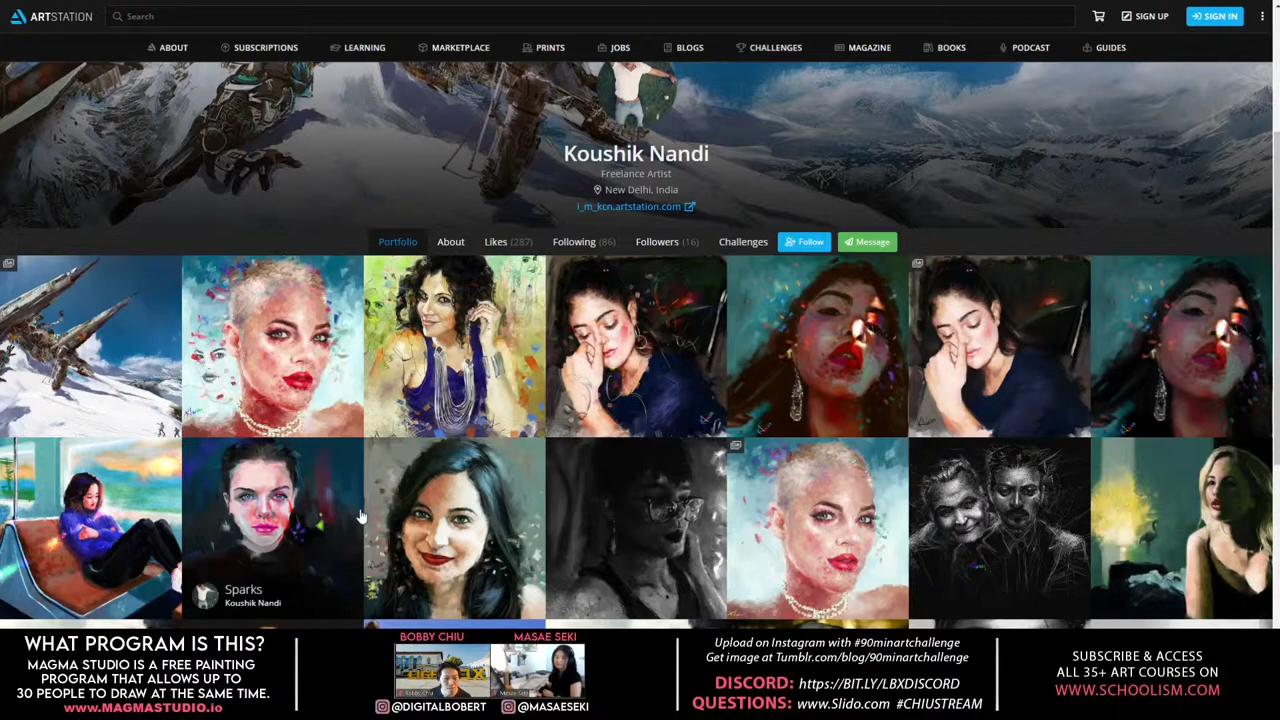 ARTSTATION
Search
SIGN UP
SIGN IN
ABOUT
SUBSCRIPTIONS
LEARNING
MARKETPLACE
PRINTS
JOBS
BLOGS
CHALLENGES
MAGAZINE
BOOKS
PODCAST
GUIDES
Koushik Nandi
Freelance Artist
New Delhi, India
i_m_kcn.artstation.com
Portfolio
About
Likes (287)
Following (86)
Followers (16)
Challenges
Follow
Message
Sparks
Koushik Nandi
WHAT PROGRAM IS THIS?
MAGMA STUDIO IS A FREE PAINTING
PROGRAM THAT ALLOWS UP TO
30 PEOPLE TO DRAW AT THE SAME TIME.
WWW.MAGMASTUDIO.io
BOBBY CHIU
MASAE SEKI
@DIGITALBOBERT
@MASAESEKI
Upload on Instagram with #90minartchallenge
Get image at Tumblr.com/blog/90minartchallenge
DISCORD: https://BIT.LY/LBXDISCORD
QUESTIONS: www.Slido.com #CHIUSTREAM
SUBSCRIBE & ACCESS
ALL 35+ ART COURSES ON
WWW.SCHOOLISM.COM